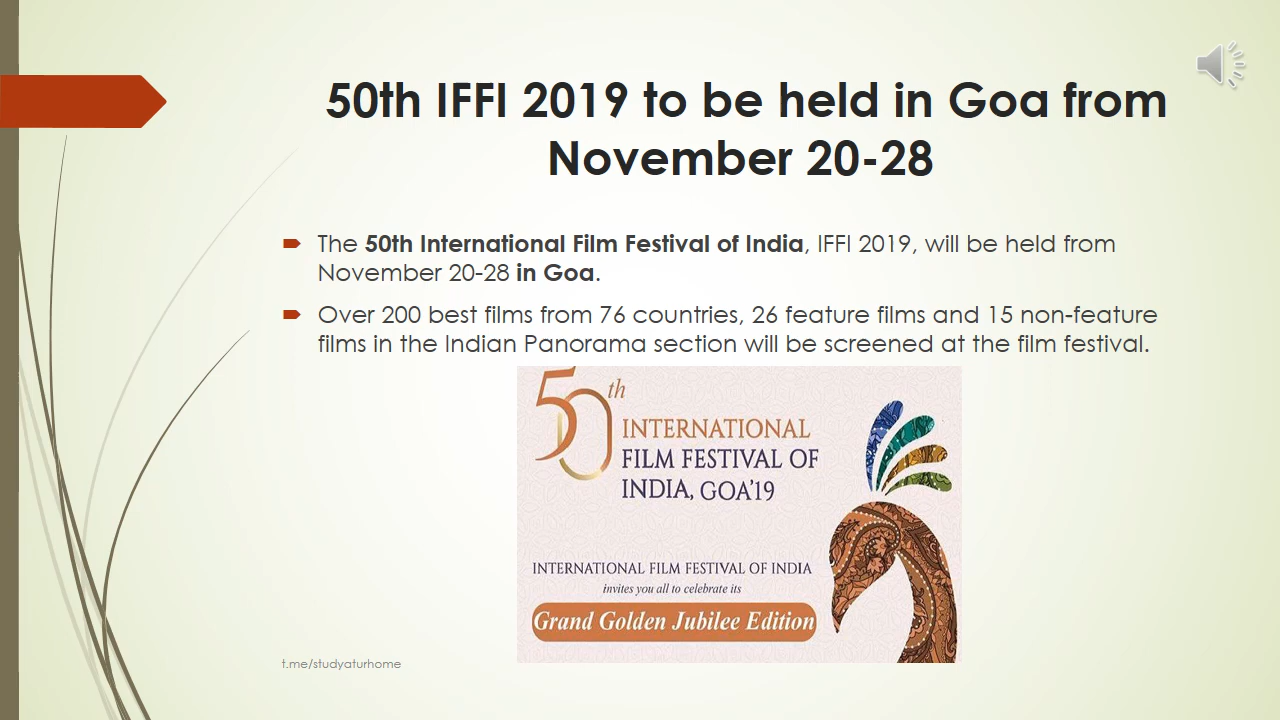 50th IFFI 2019 to be held in Goa from
November 20-28
The 50th International Film Festival of India, IFFI 2019, will be held from
November 20-28 in Goa.
Over 200 best films from 76 countries, 26 feature films and 15 non-feature
films in the Indian Panorama section will be screened at the film festival.
50th
INTERNATIONAL
FILM FESTIVAL OF
INDIA, GOA'19
INTERNATIONAL FILM FESTIVAL OF INDIA
invites you all to celebrate its
Grand Golden Jubilee Edition
t.me/studyaturhome